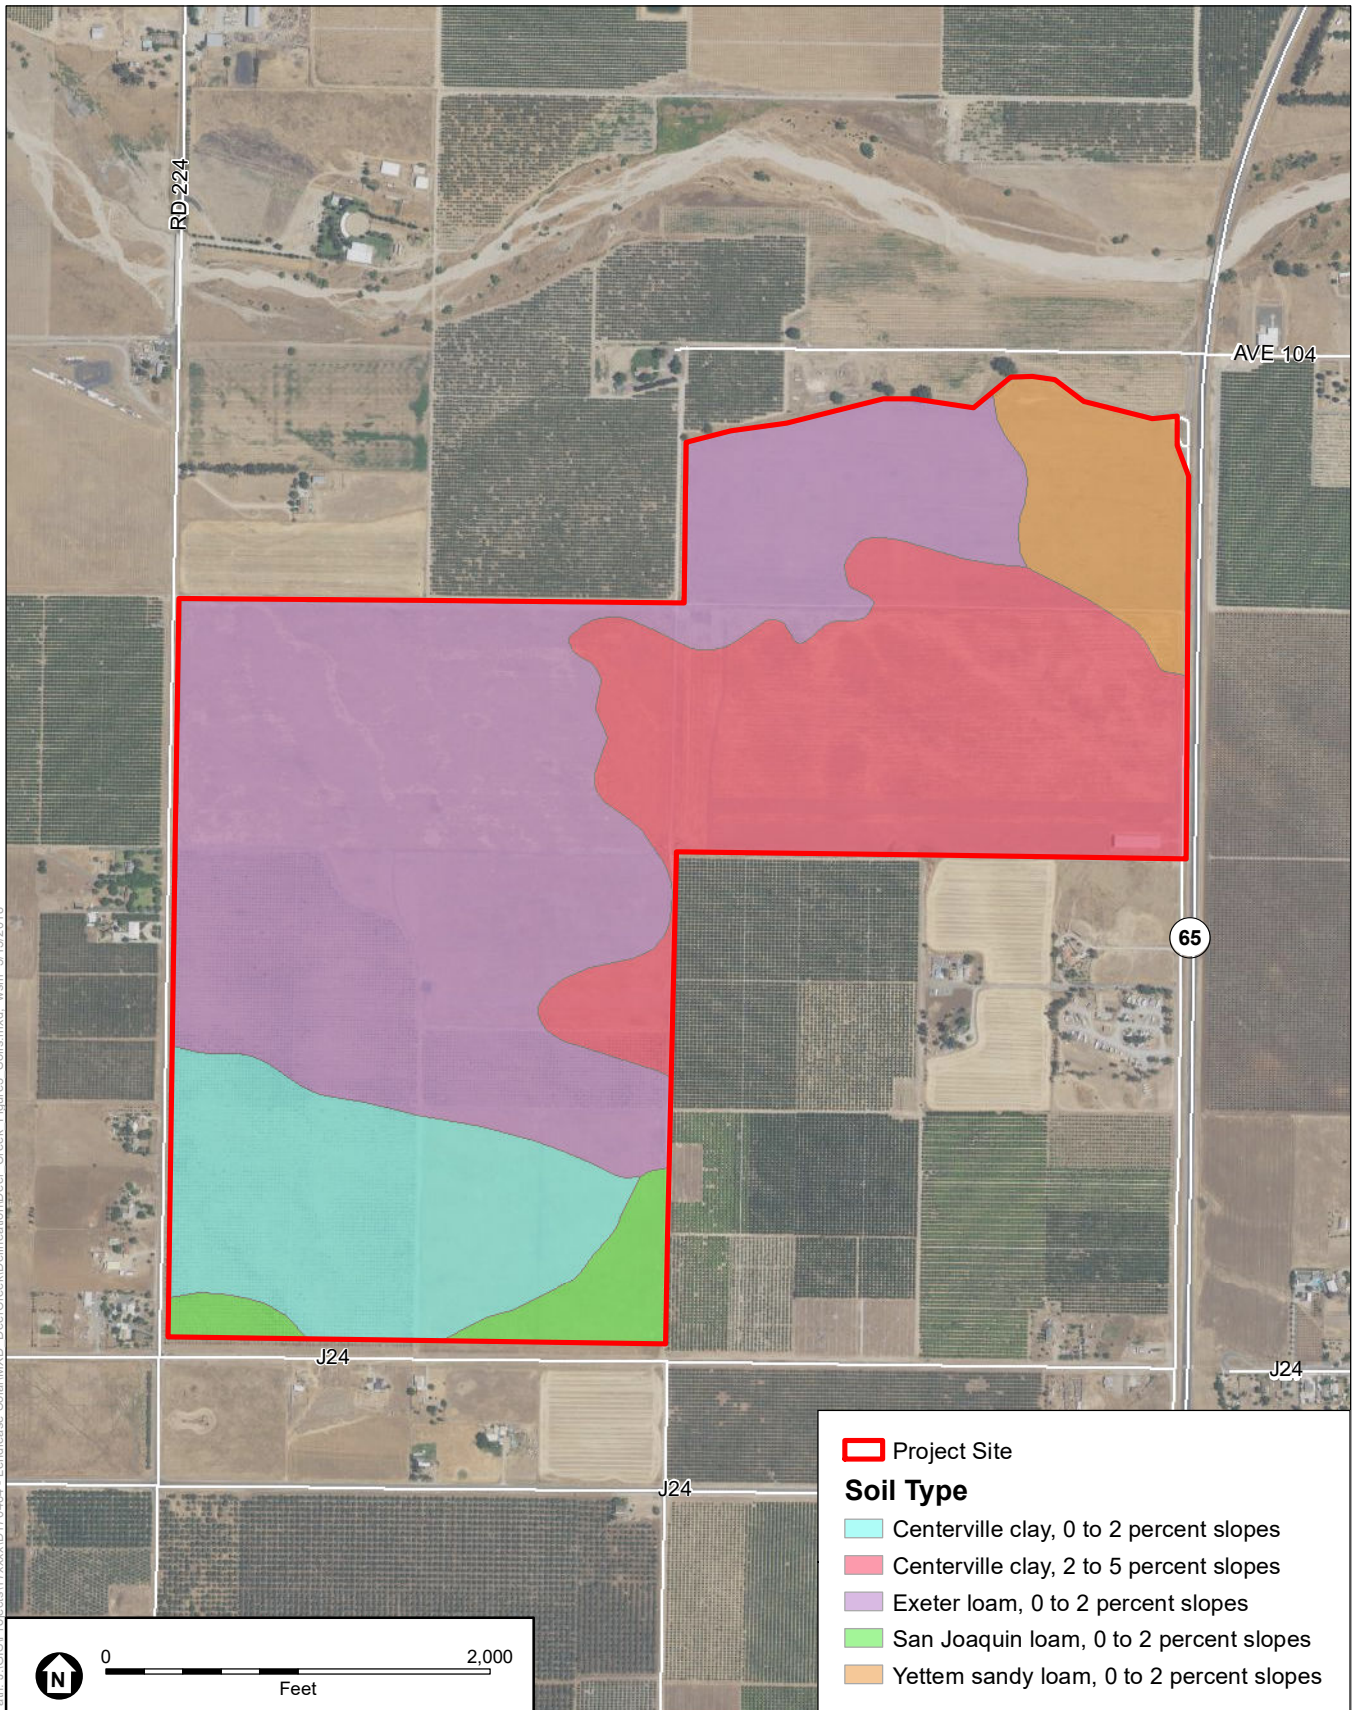 RD 224
AVE 104
65
J24
J24
J24
Project Site
Soil Type
Centerville clay, 0 to 2 percent slopes
Centerville clay, 2 to 5 percent slopes
Exeter loam, 0 to 2 percent slopes
San Joaquin loam, 0 to 2 percent slopes
Yettem sandy loam, 0 to 2 percent slopes
N
0 2,000
Feet